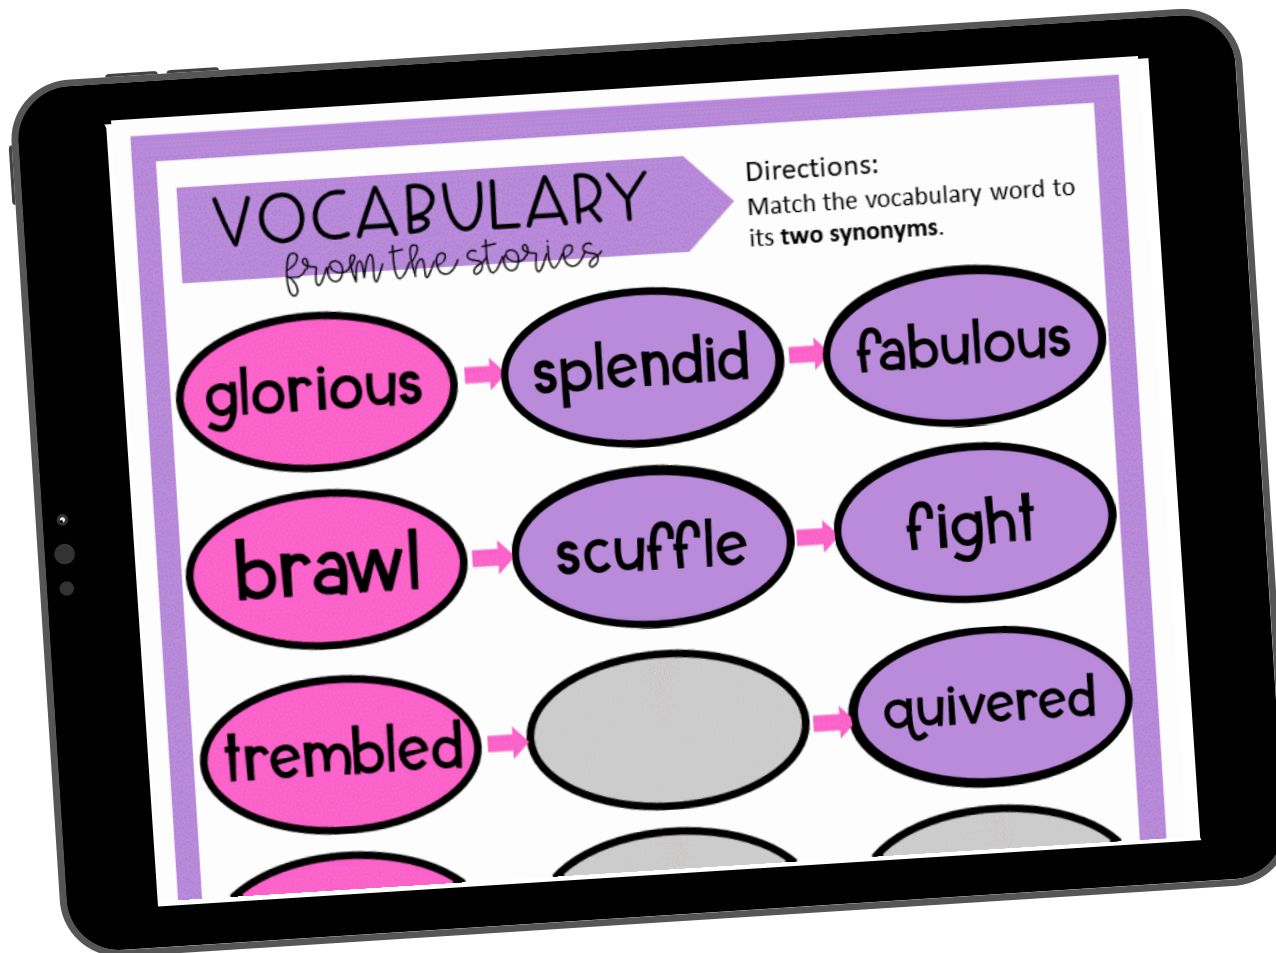 VOCABULARY
from the stories
Directions:
Match the vocabulary word to
its two synonyms.
glorious splendid fabulous
brawl scuffle fight
trembled quivered